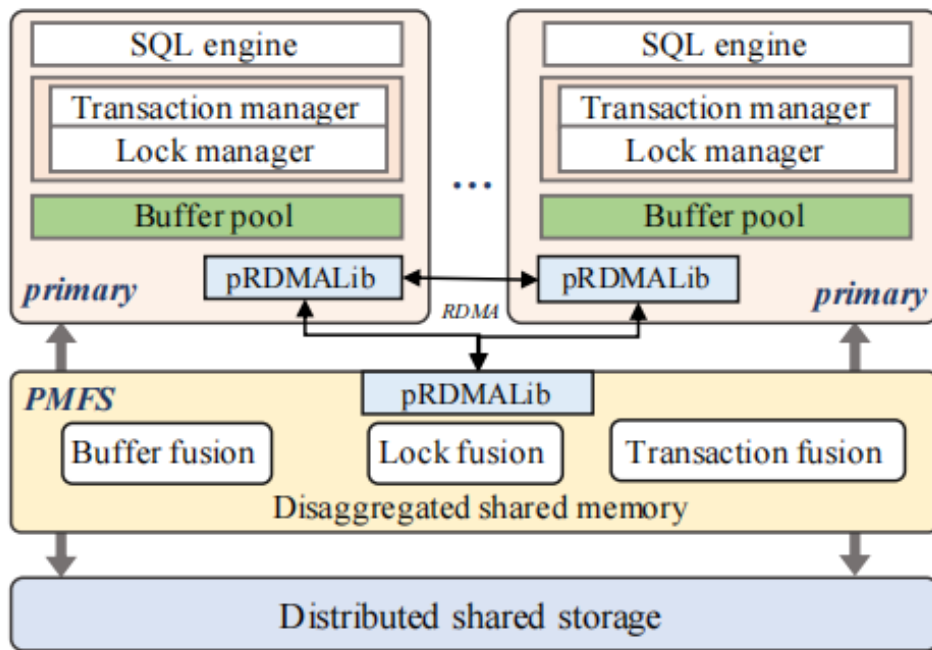 SQL engine
Transaction manager
Lock manager
Buffer pool
pRDMALib
primary
...
SQL engine
Transaction manager
Lock manager
Buffer pool
pRDMALib
primary
RDMA
PMFS
pRDMALib
Buffer fusion
Lock fusion
Transaction fusion
Disaggregated shared memory
Distributed shared storage